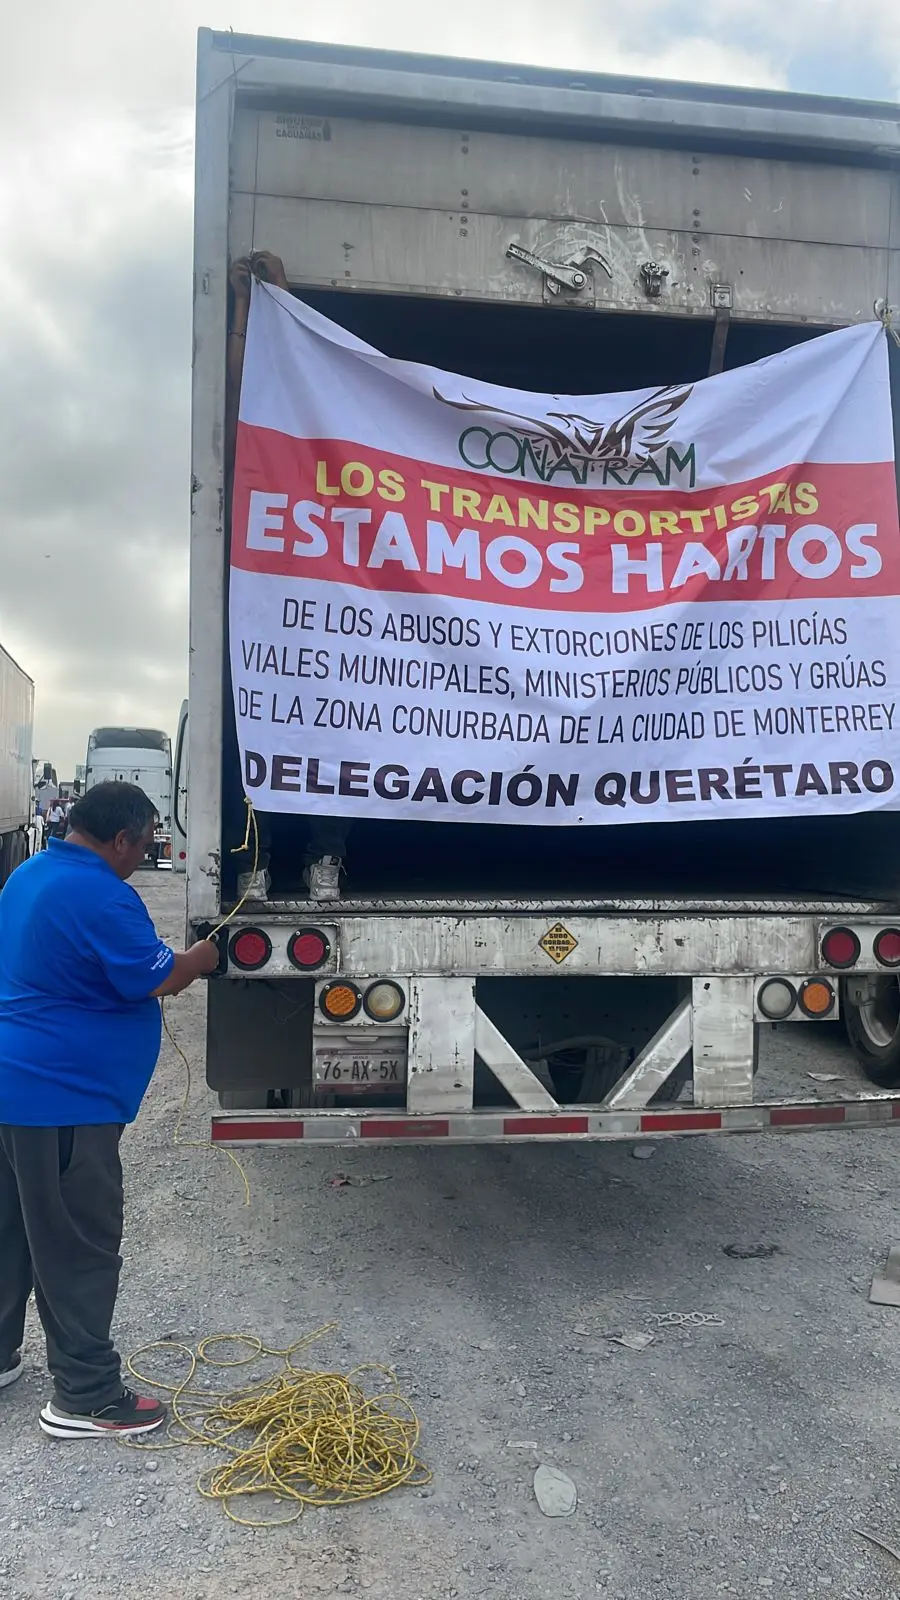 CAGUAMAS
CONATRAM
LOS TRANSPORTISTAS
ESTAMOS HARTOS
DE LOS ABUSOS Y EXTORCIONES DE LOS PILICÍAS
VIALES MUNICIPALES, MINISTERIOS PÚBLICOS Y GRÚAS
DE LA ZONA CONURBADA DE LA CIUDAD DE MONTERREY
DELEGACIÓN QUERÉTARO
76-AX-5X